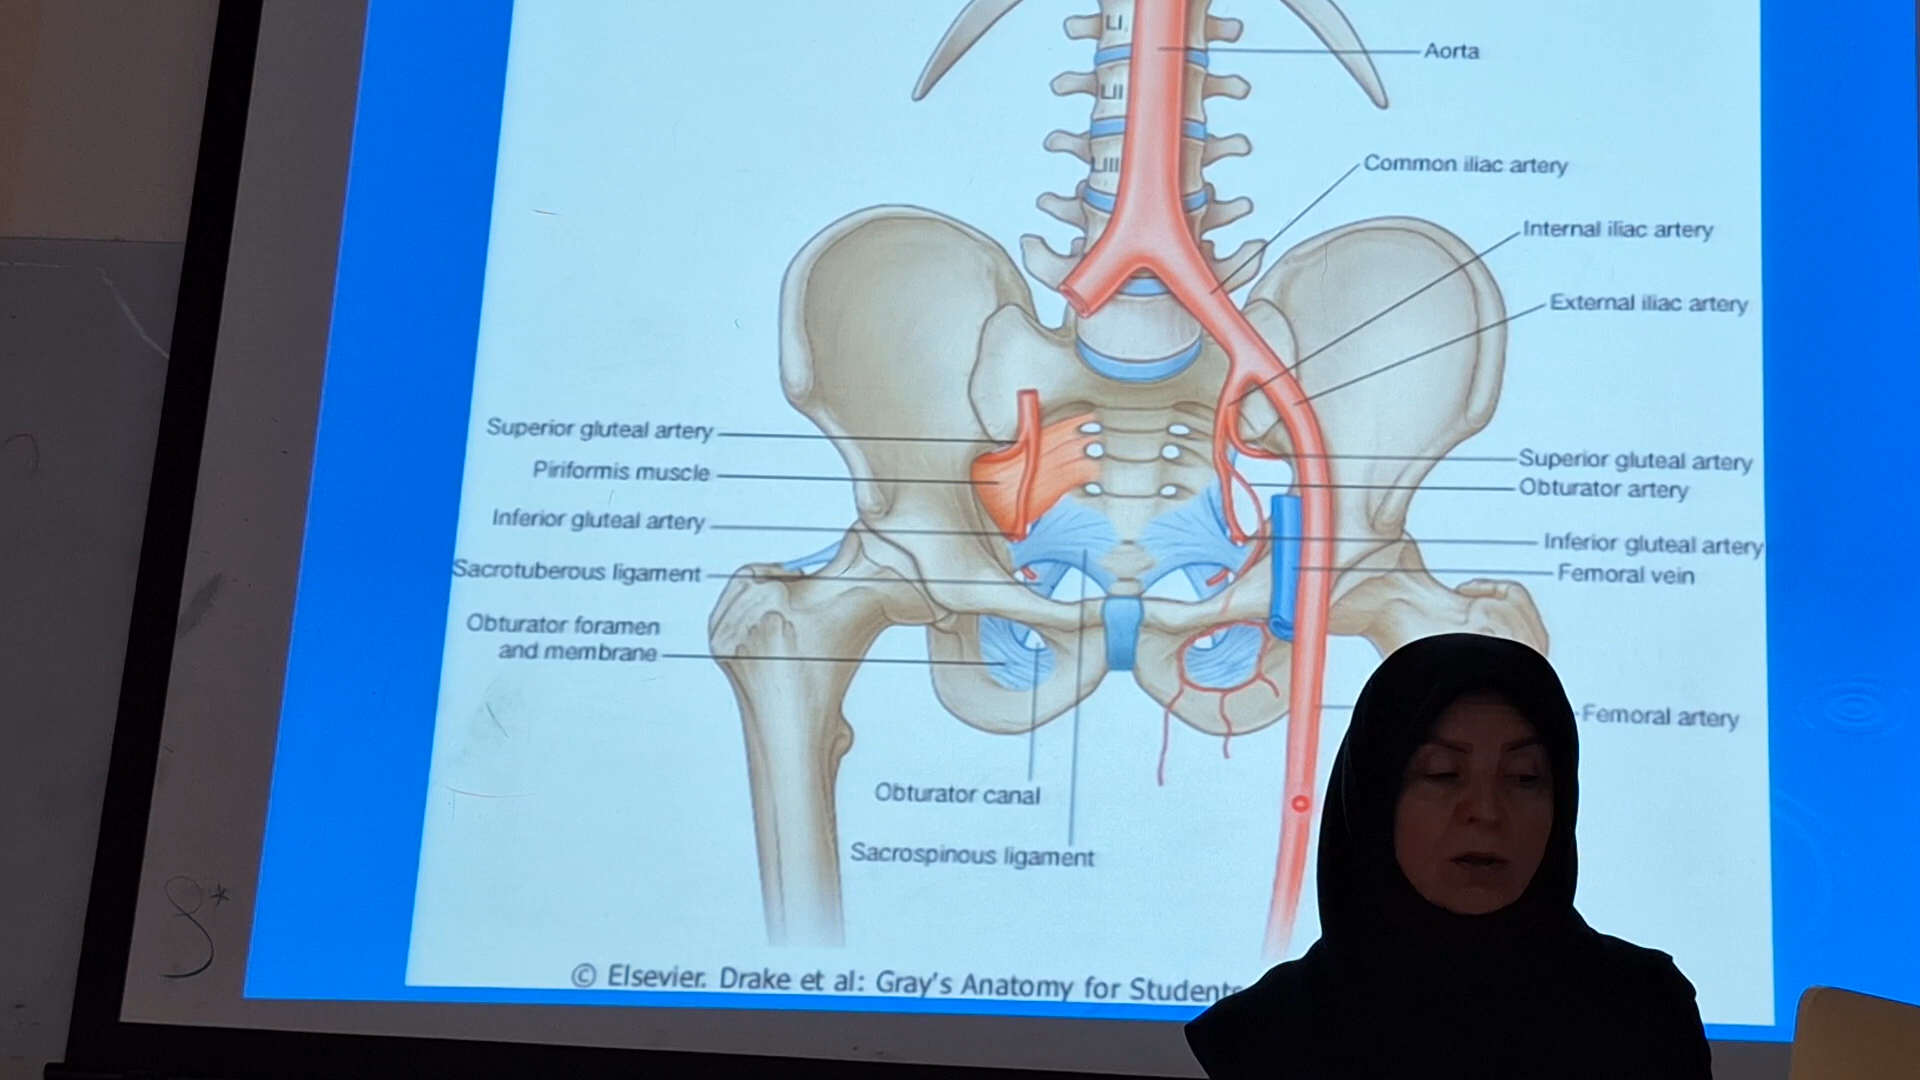 LI
Aorta
LII
LIII
Common iliac artery
Internal iliac artery
External iliac artery
Superior gluteal artery
Piriformis muscle
Inferior gluteal artery
Sacrotuberous ligament
Obturator foramen
and membrane
Superior gluteal artery
Obturator artery
Inferior gluteal artery
Femoral vein
Femoral artery
Obturator canal
Sacrospinous ligament
© Elsevier. Drake et al: Gray's Anatomy for Students